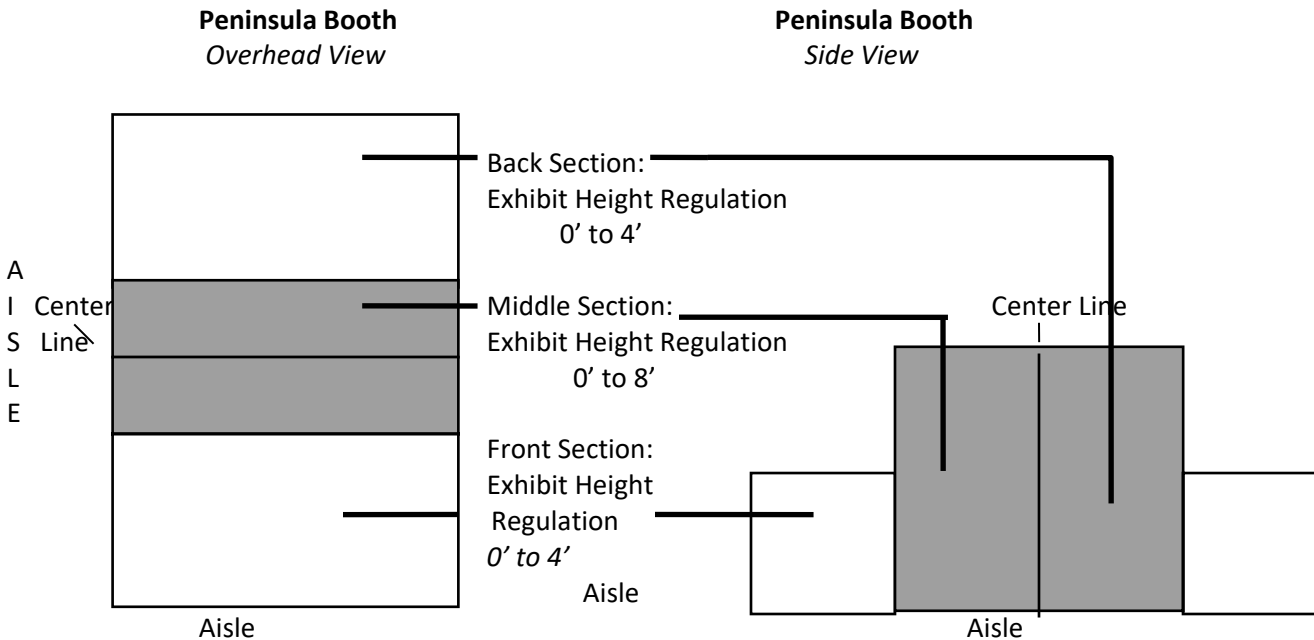 Peninsula Booth
Overhead View
Peninsula Booth
Side View
Back Section:
Exhibit Height Regulation
0’ to 4’
A
I
S
L
E
Center
Line
Middle Section:
Exhibit Height Regulation
0’ to 8’
Center Line
Front Section:
Exhibit Height
Regulation
0’ to 4’
Aisle
Aisle
Aisle